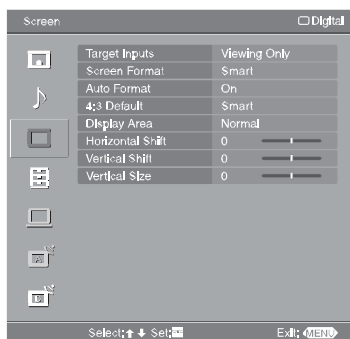 Screen Digital
Target Inputs Viewing Only
Screen Format Smart
Auto Format On
4:3 Default Smart
Display Area Normal
Horizontal Shift 0
Vertical Shift 0
Vertical Size 0
A
D
Select: ↑ ↓ Set: Exit: MENU